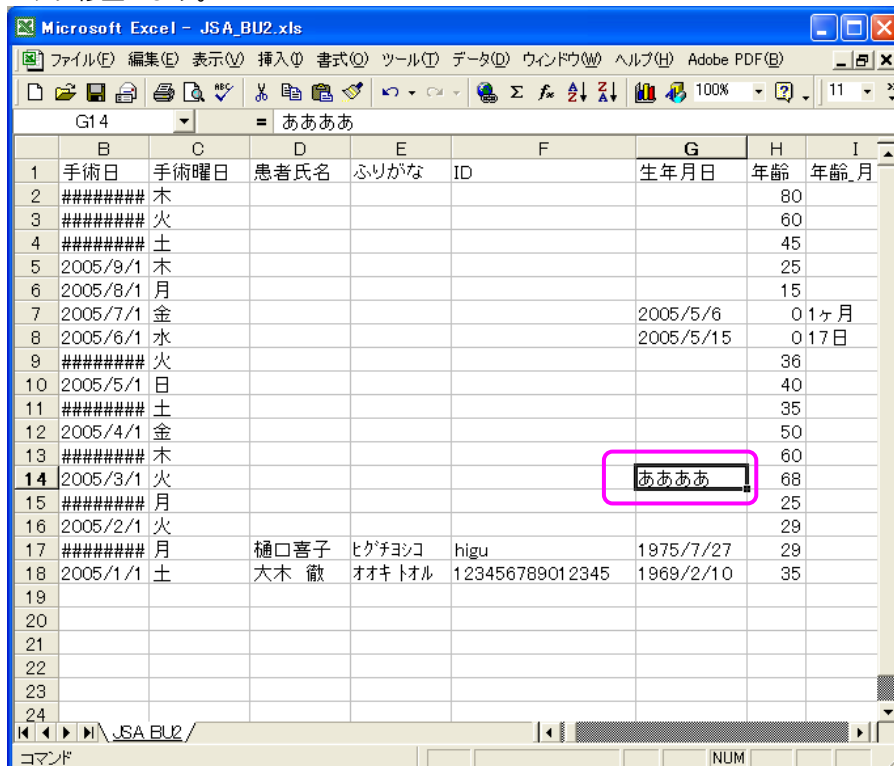 Microsoft Excel - JSA_BU2.xls
ファイル(F) 編集(E) 表示(V) 挿入(I) 書式(O) ツール(T) データ(D) ウィンドウ(W) ヘルプ(H) Adobe PDF(B)
100% 11
G14 = ああああ
B C D E F G H I
1 手術日 手術曜日 患者氏名 ふりがな ID 生年月日 年齢 年齢_月
2 ######## 木 80
3 ######## 火 60
4 ######## 土 45
5 2005/9/1 木 25
6 2005/8/1 月 15
7 2005/7/1 金 2005/5/6 0 1ヶ月
8 2005/6/1 水 2005/5/15 0 17日
9 ######## 火 36
10 2005/5/1 日 40
11 ######## 土 35
12 2005/4/1 金 50
13 ######## 木 60
14 2005/3/1 火 ああああ 68
15 ######## 月 25
16 2005/2/1 火 29
17 ######## 月 樋口喜子 ﾋｸﾞﾁﾖｼｺ higu 1975/7/27 29
18 2005/1/1 土 大木 徹 ｵｵｷ ﾄｵﾙ 123456789012345 1969/2/10 35
19
20
21
22
23
24
JSA BU2
コマンド NUM